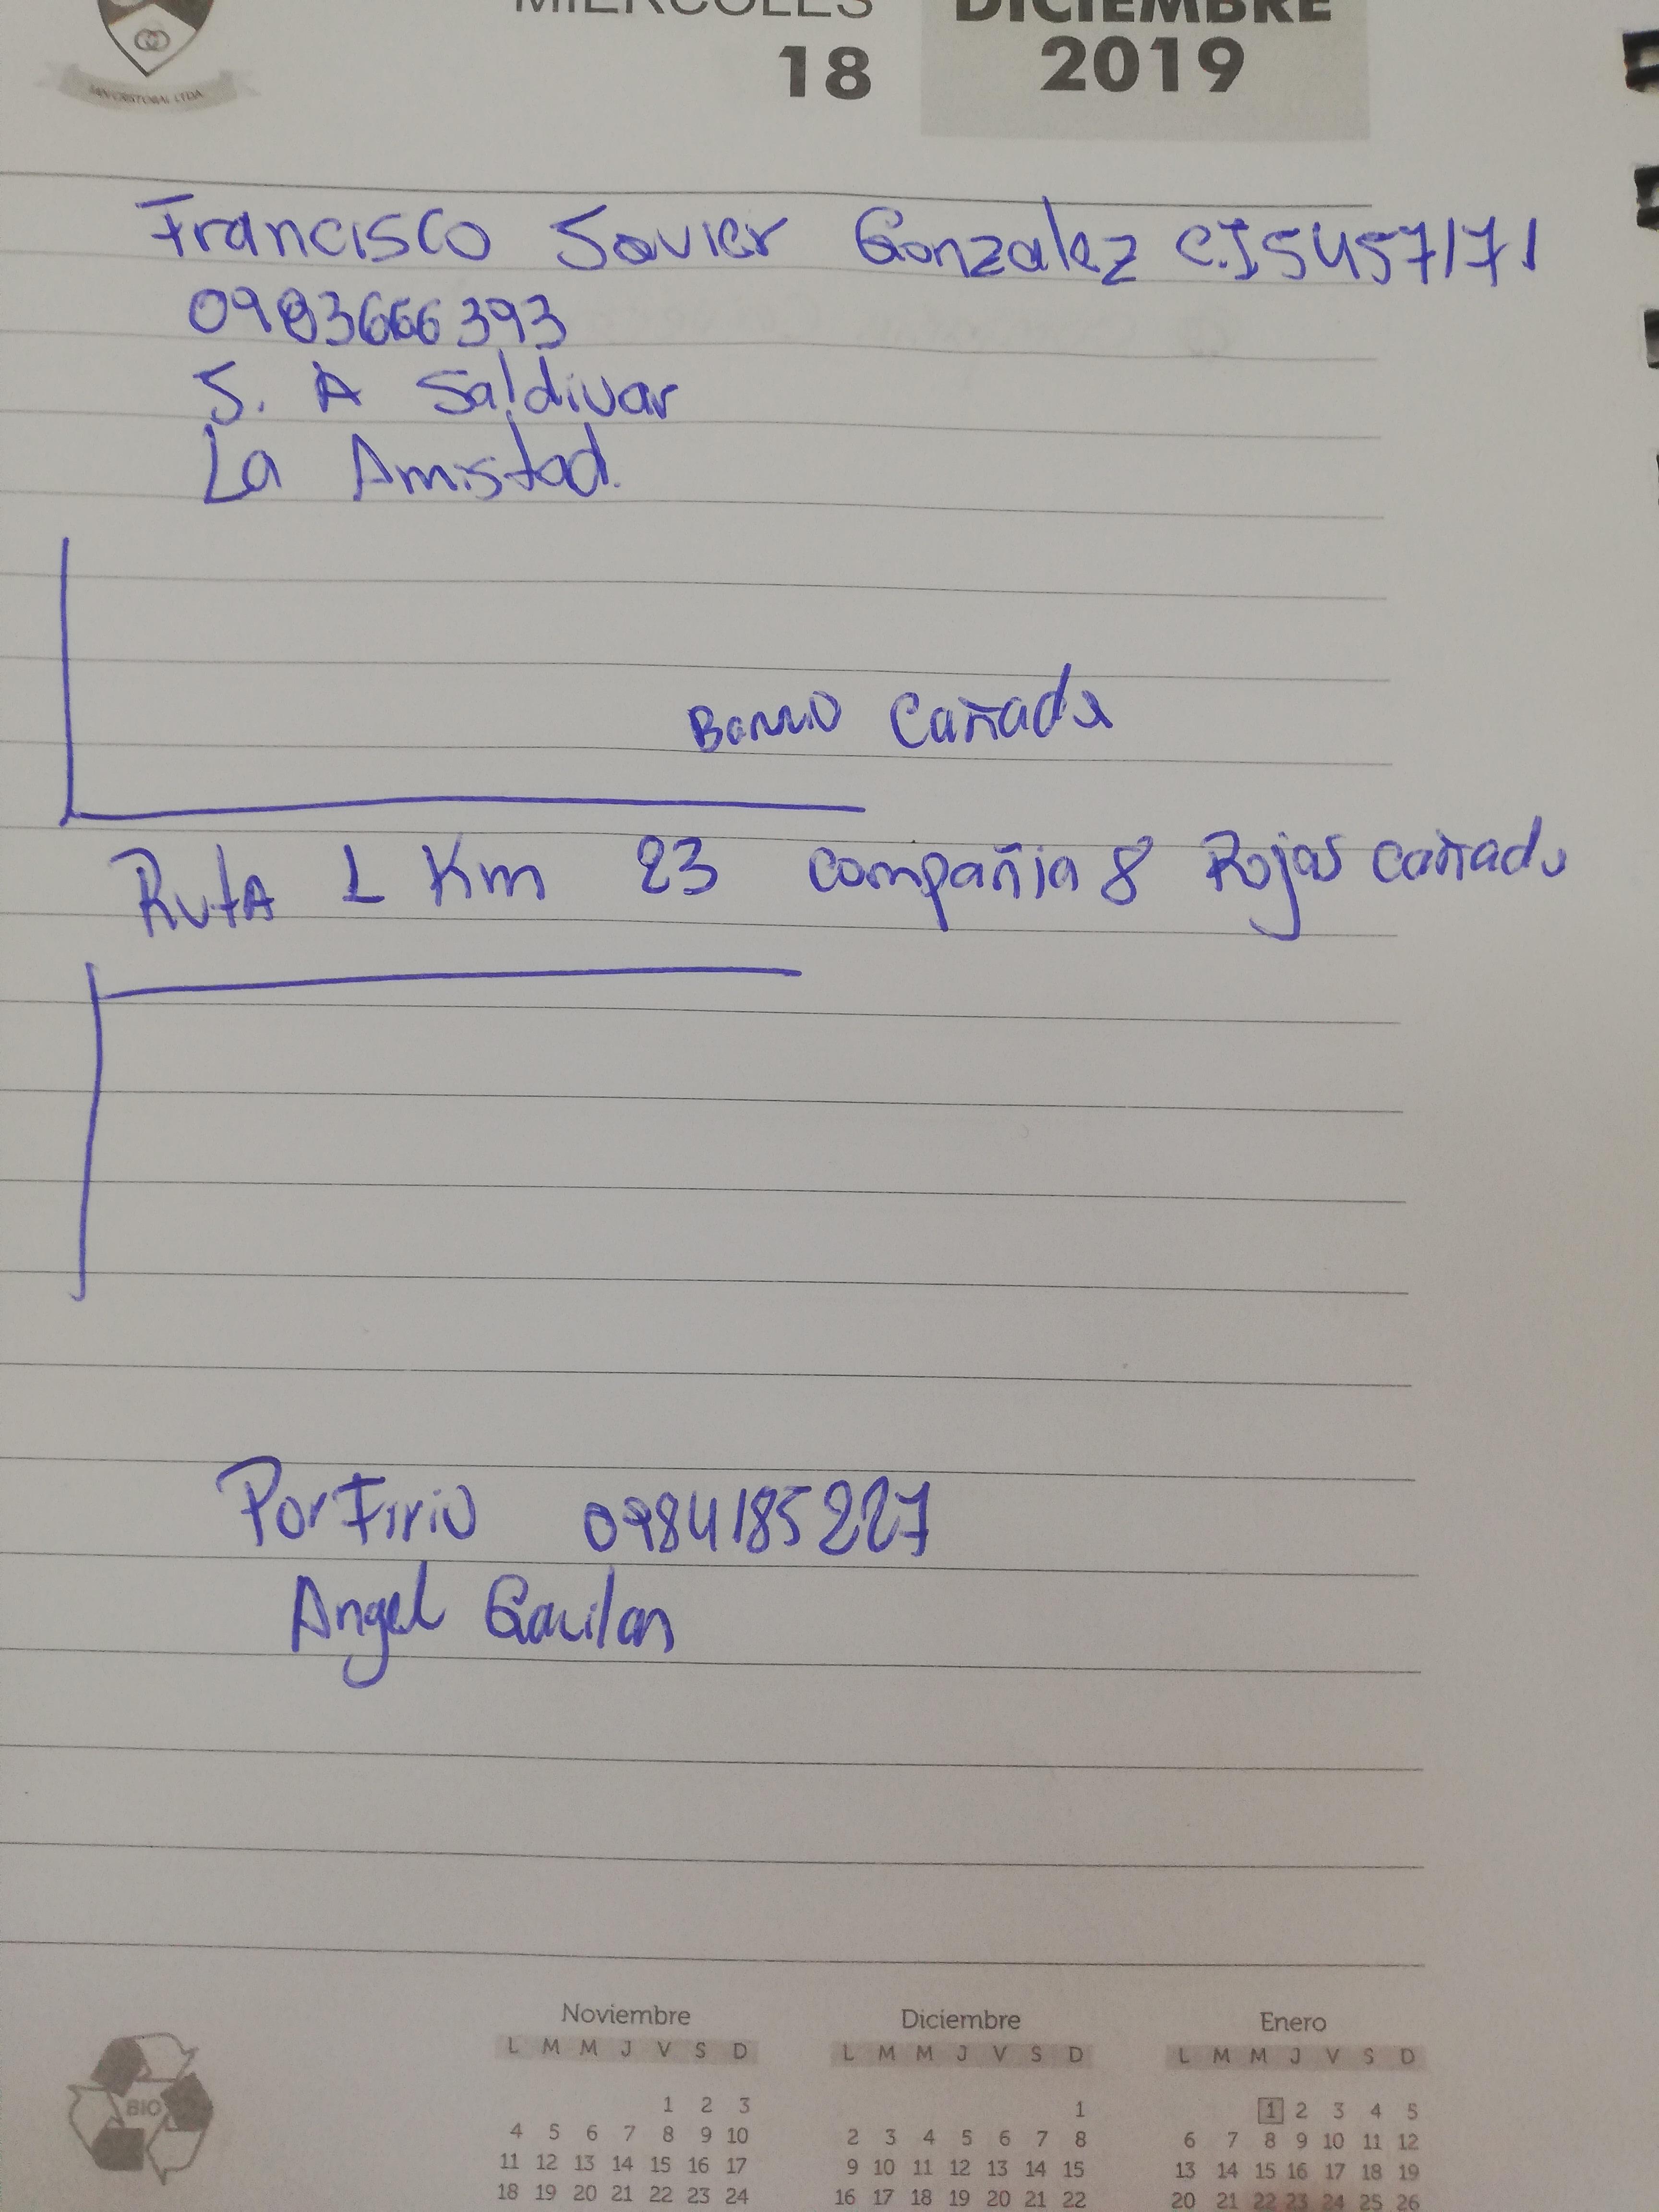 MIERCOLES
DICIEMBRE
18
2019
SAN CRISTOBAL LTDA.
Francisco Javier Gonzalez C.I 5457171
0983666393
J. A Saldivar
La Amistad.
Barrio Cañada
Ruta 1 Km 23 compañia 8 Rojas cañada
Porfirio 0984185227
Angel Gavilan
BIO
Noviembre
L M M J V S D
1 2 3
4 5 6 7 8 9 10
11 12 13 14 15 16 17
18 19 20 21 22 23 24
Diciembre
L M M J V S D
1
2 3 4 5 6 7 8
9 10 11 12 13 14 15
16 17 18 19 20 21 22
Enero
L M M J V S D
1 2 3 4 5
6 7 8 9 10 11 12
13 14 15 16 17 18 19
20 21 22 23 24 25 26